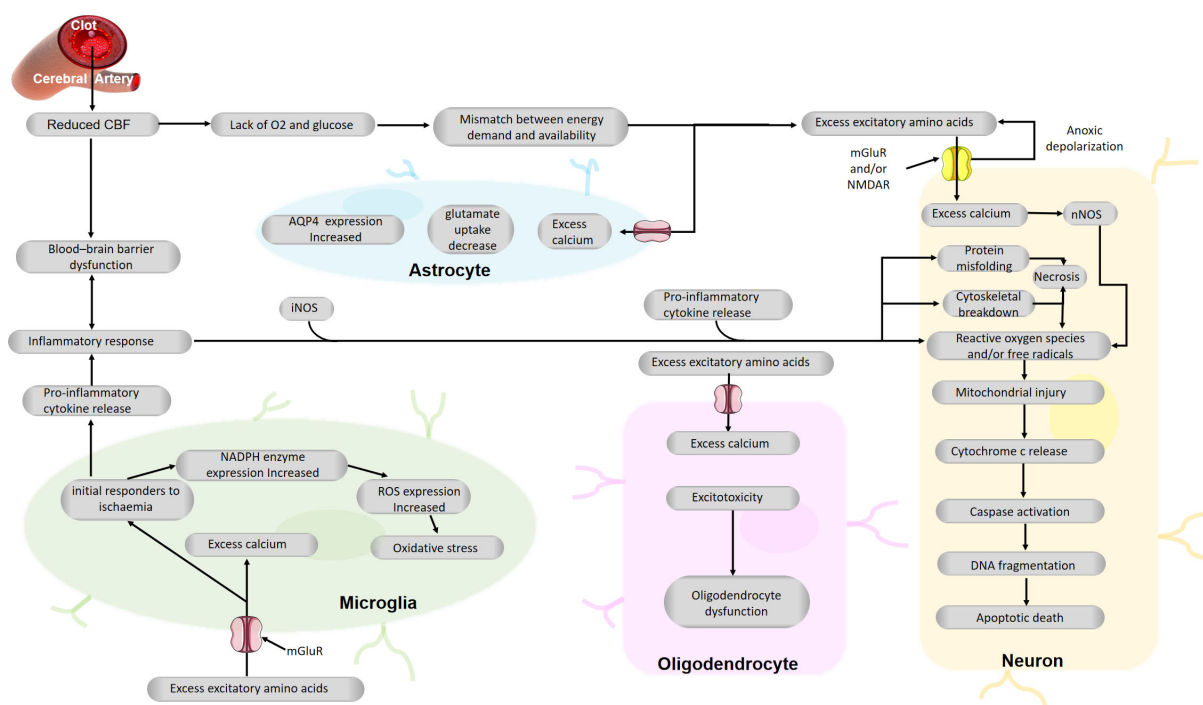 Clot
Cerebral Artery
Reduced CBF
Lack of O2 and glucose
Mismatch between energy
demand and availability
Excess excitatory amino acids
Anoxic
depolarization
mGluR
and/or
NMDAR
Excess calcium
nNOS
AQP4 expression
Increased
glutamate
uptake
decrease
Excess
calcium
Astrocyte
Blood–brain barrier
dysfunction
Protein
misfolding
Necrosis
Cytoskeletal
breakdown
iNOS
Pro-inflammatory
cytokine release
Inflammatory response
Reactive oxygen species
and/or free radicals
Excess excitatory amino acids
Pro-inflammatory
cytokine release
Mitochondrial injury
Excess calcium
Cytochrome c release
NADPH enzyme
expression Increased
initial responders to
ischaemia
ROS expression
Increased
Excitotoxicity
Caspase activation
Excess calcium
Oxidative stress
DNA fragmentation
Microglia
Oligodendrocyte
dysfunction
Apoptotic death
mGluR
Oligodendrocyte
Neuron
Excess excitatory amino acids